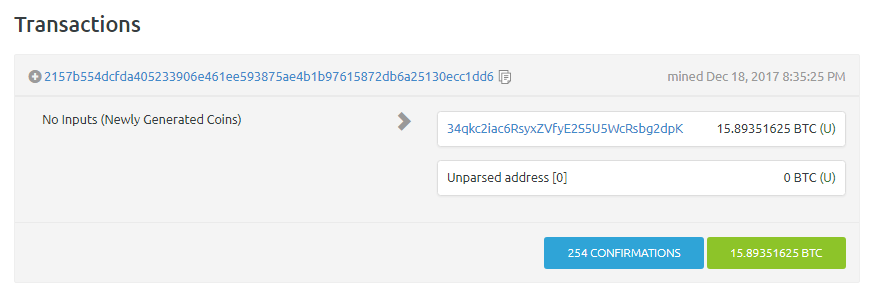 Transactions
2157b554dcfda405233906e461ee593875ae4b1b97615872db6a25130ecc1dd6 mined Dec 18, 2017 8:35:25 PM
No Inputs (Newly Generated Coins) 34qkc2iac6RsyxZVfyE2S5U5WcRsbg2dpK 15.89351625 BTC (U)
Unparsed address [0] 0 BTC (U)
254 CONFIRMATIONS 15.89351625 BTC